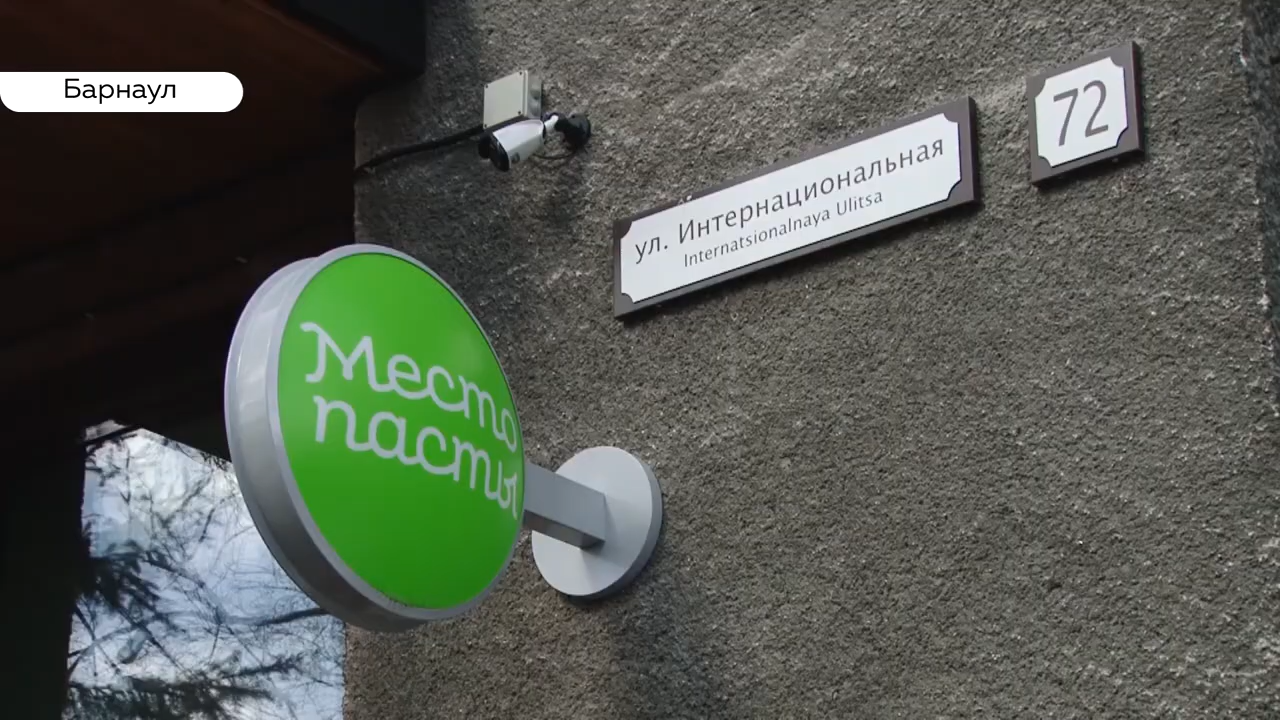 Барнаул
72
ул. Интернациональная
Internatsionalnaya Ulitsa
Место
пасты